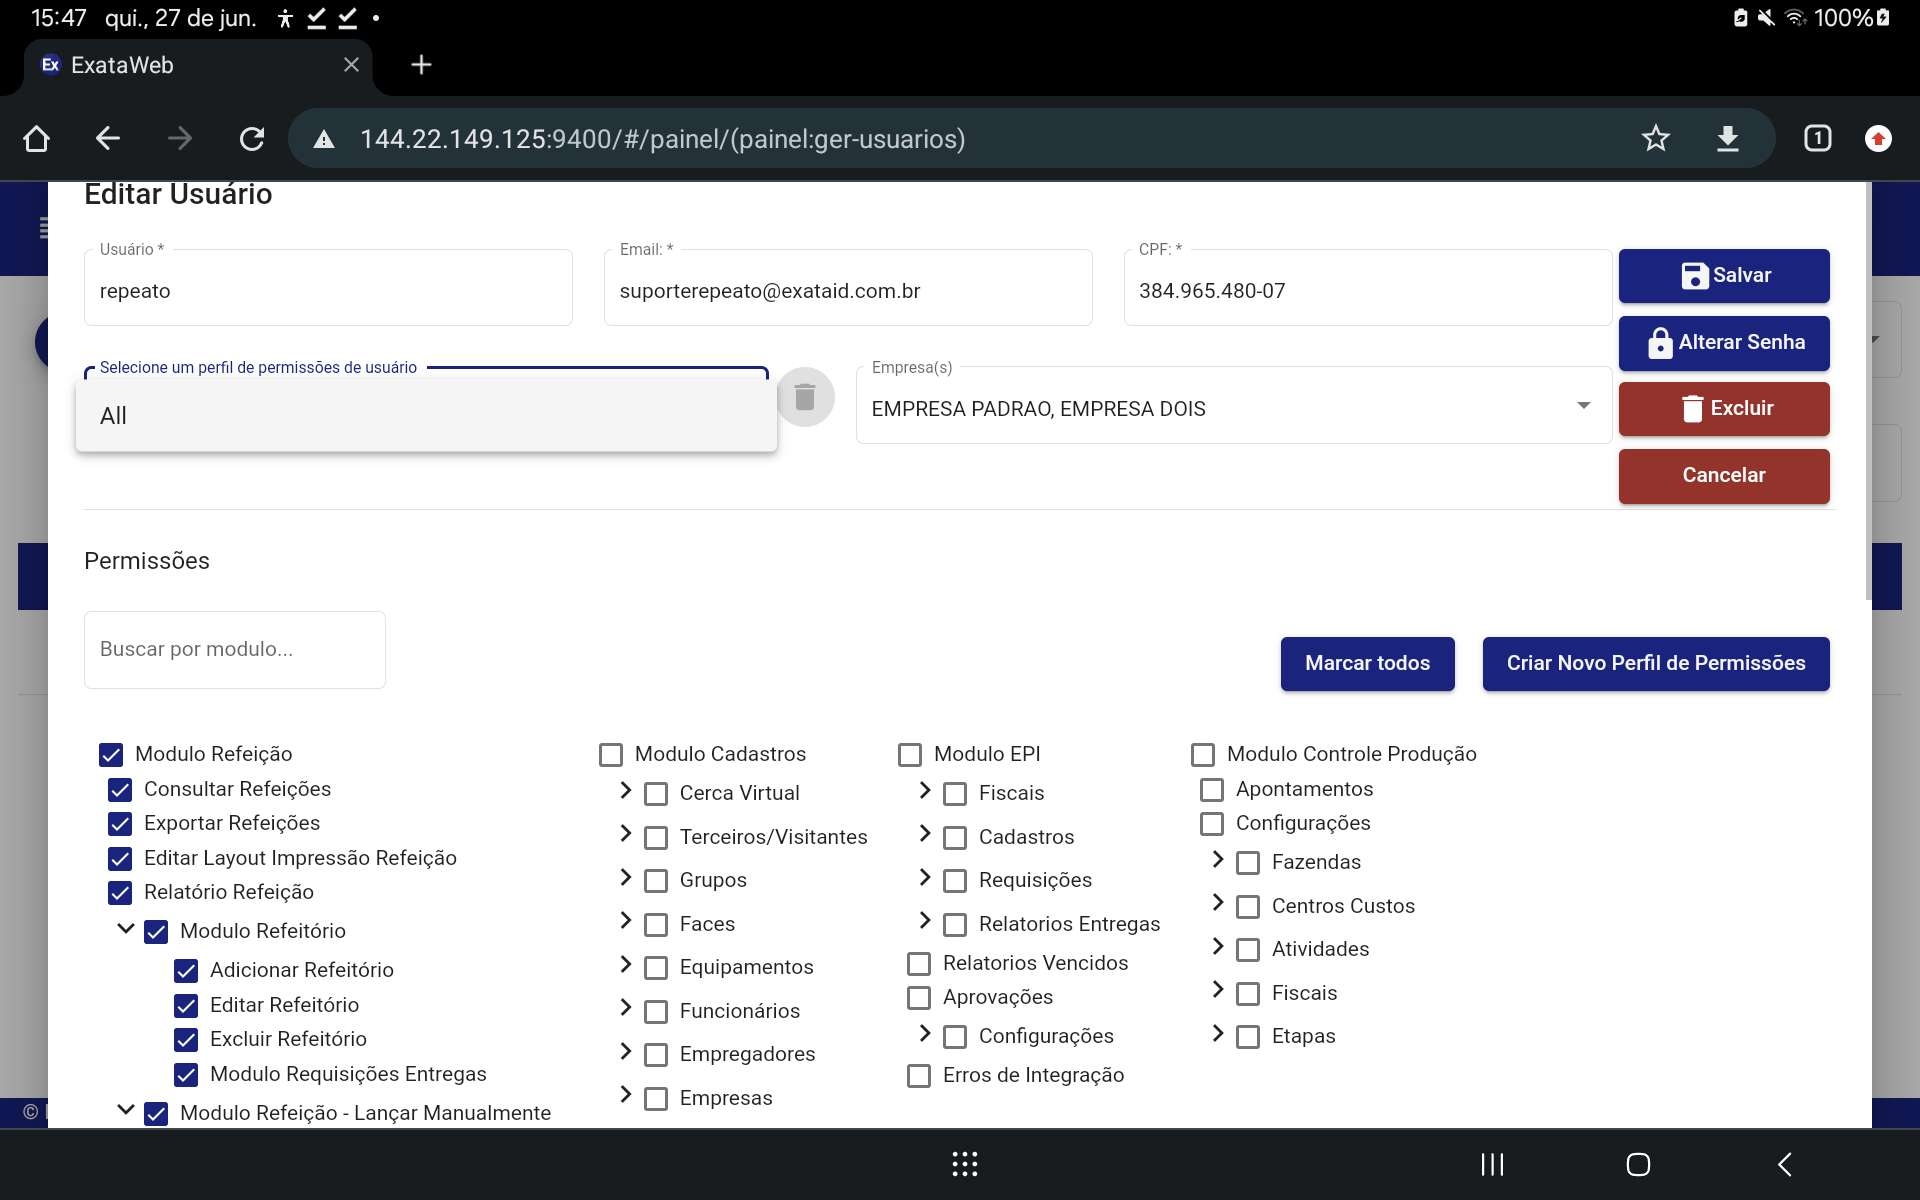 15:47 qui., 27 de jun. 100%
Ex ExataWeb
144.22.149.125:9400/#/painel/(painel:ger-usuarios) 1
Editar Usuário
Usuário * Email: * CPF: *
repeato suporterepeato@exataid.com.br 384.965.480-07 Salvar
Alterar Senha
Selecione um perfil de permissões de usuário Empresa(s)
All EMPRESA PADRAO, EMPRESA DOIS Excluir
Cancelar
Permissões
Buscar por modulo...
Marcar todos Criar Novo Perfil de Permissões
Modulo Refeição
Consultar Refeições
Exportar Refeições
Editar Layout Impressão Refeição
Relatório Refeição
Modulo Refeitório
Adicionar Refeitório
Editar Refeitório
Excluir Refeitório
Modulo Requisições Entregas
Modulo Refeição - Lançar Manualmente
Modulo Cadastros
Cerca Virtual
Terceiros/Visitantes
Grupos
Faces
Equipamentos
Funcionários
Empregadores
Empresas
Modulo EPI
Fiscais
Cadastros
Requisições
Relatorios Entregas
Relatorios Vencidos
Aprovações
Configurações
Erros de Integração
Modulo Controle Produção
Apontamentos
Configurações
Fazendas
Centros Custos
Atividades
Fiscais
Etapas
©